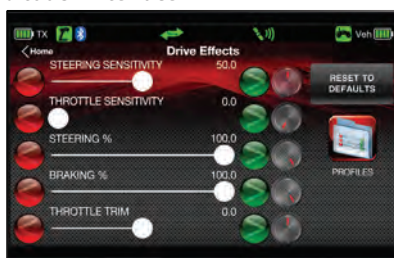 TX Veh
Home Drive Effects
STEERING SENSITIVITY 50.0
RESET TO DEFAULTS
THROTTLE SENSITIVITY 0.0
STEERING % 100.0
PROFILES
BRAKING % 100.0
THROTTLE TRIM 0.0